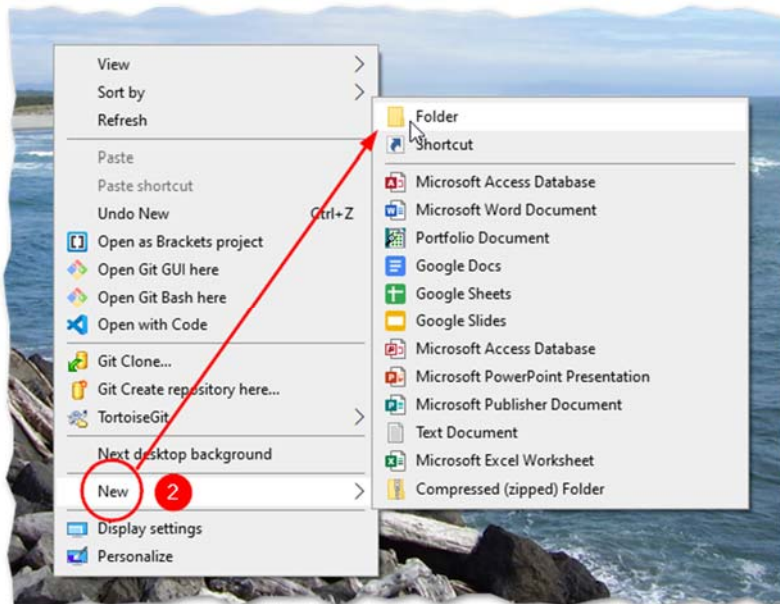 View
Sort by
Refresh
Paste
Paste shortcut
Undo New Ctrl+Z
Open as Brackets project
Open Git GUI here
Open Git Bash here
Open with Code
Git Clone...
Git Create repository here...
TortoiseGit
Next desktop background
New 2
Display settings
Personalize
Folder
Shortcut
Microsoft Access Database
Microsoft Word Document
Portfolio Document
Google Docs
Google Sheets
Google Slides
Microsoft Access Database
Microsoft PowerPoint Presentation
Microsoft Publisher Document
Text Document
Microsoft Excel Worksheet
Compressed (zipped) Folder